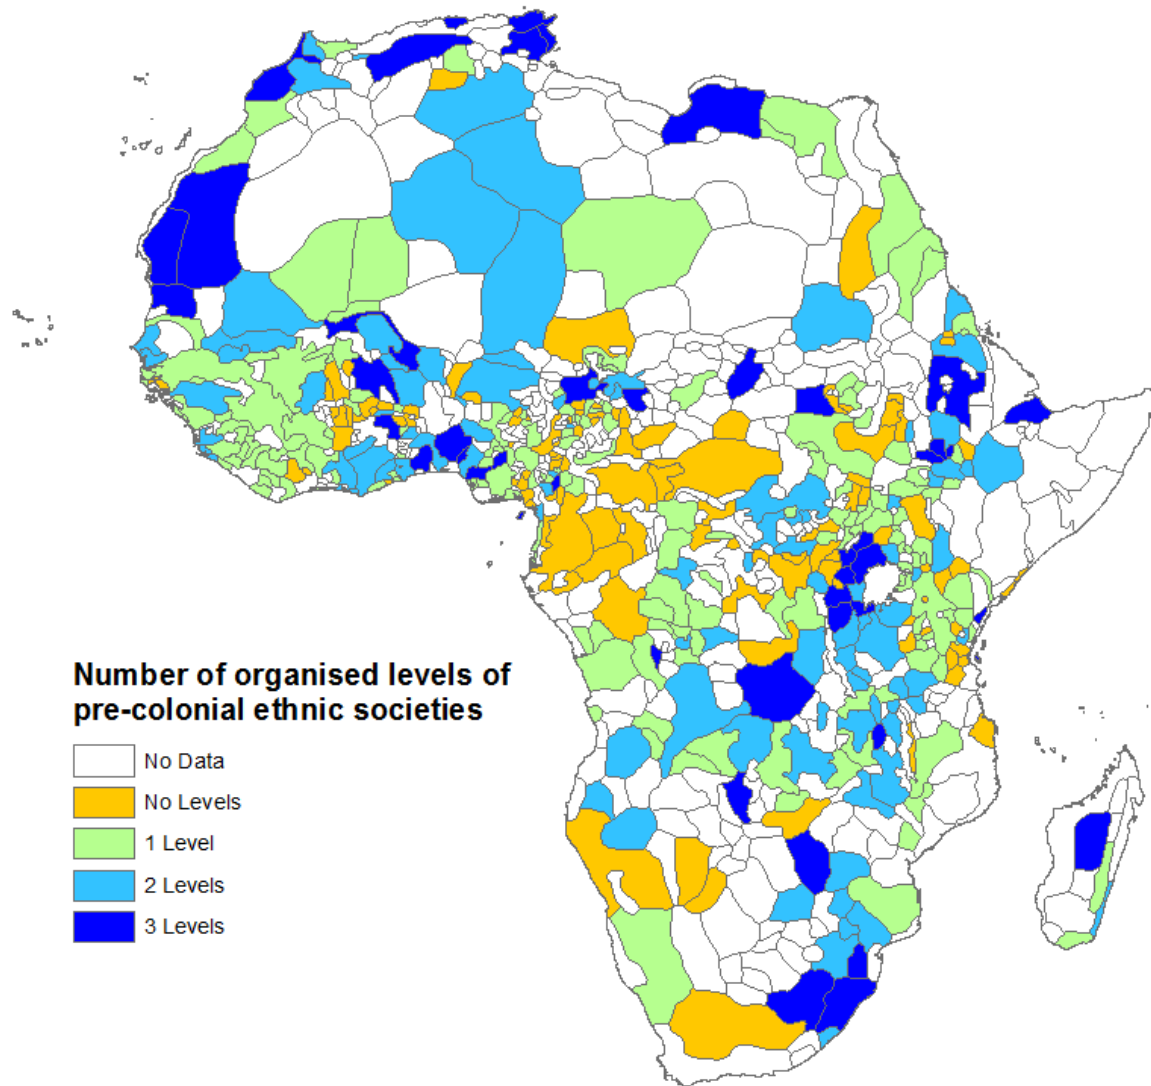 Number of organised levels of
pre-colonial ethnic societies
No Data
No Levels
1 Level
2 Levels
3 Levels